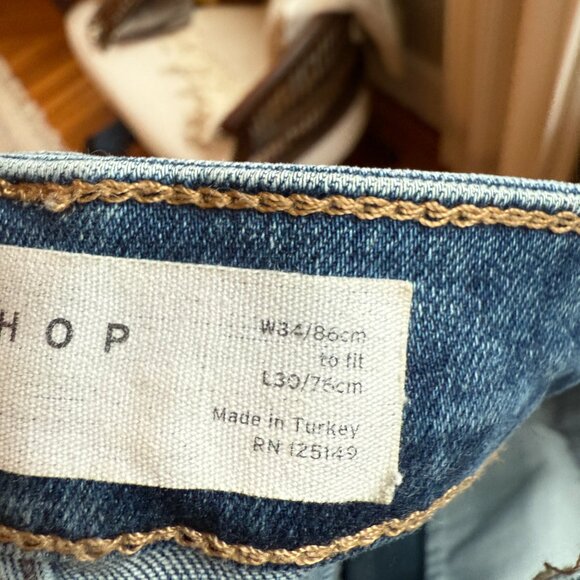 HOP
W34/86cm
to fit
L30/76cm
Made in Turkey
RN 125149